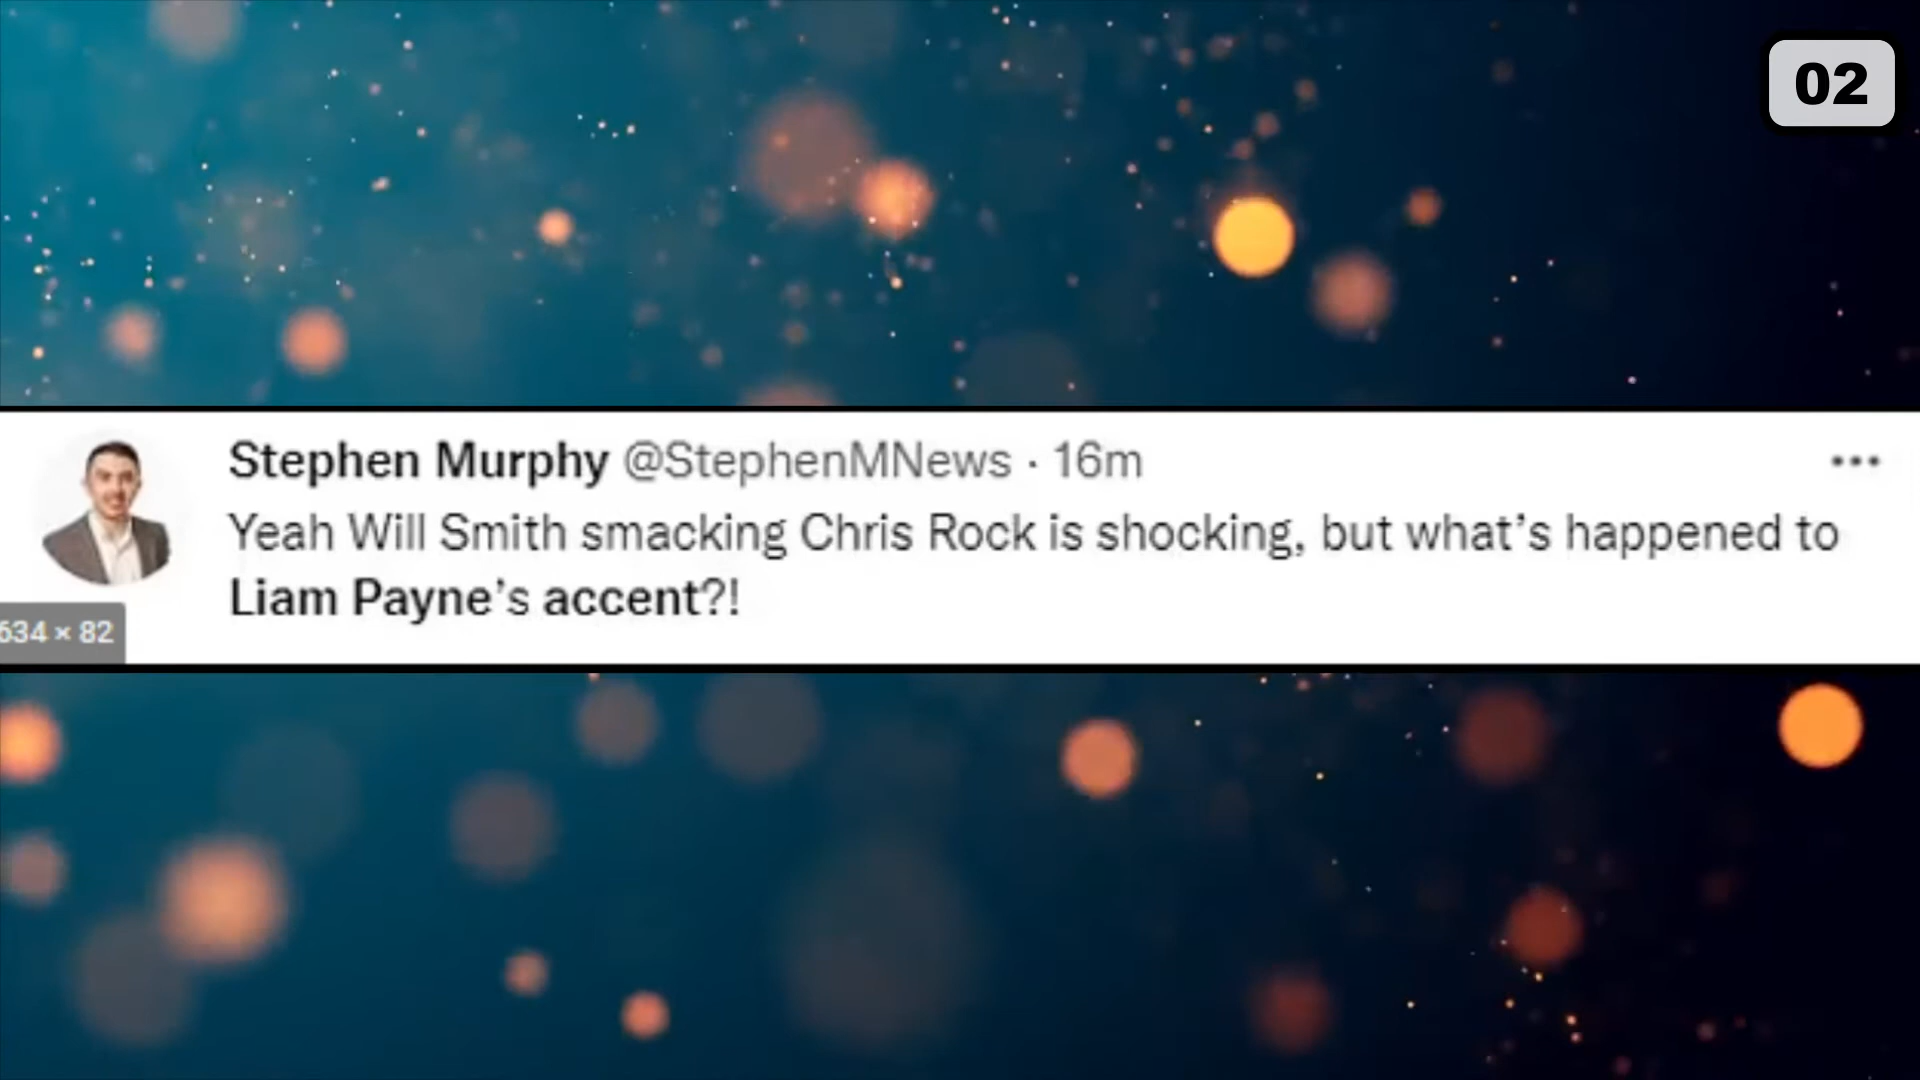 02
Stephen Murphy @StephenMNews · 16m
Yeah Will Smith smacking Chris Rock is shocking, but what's happened to
Liam Payne's accent?!
634 × 82